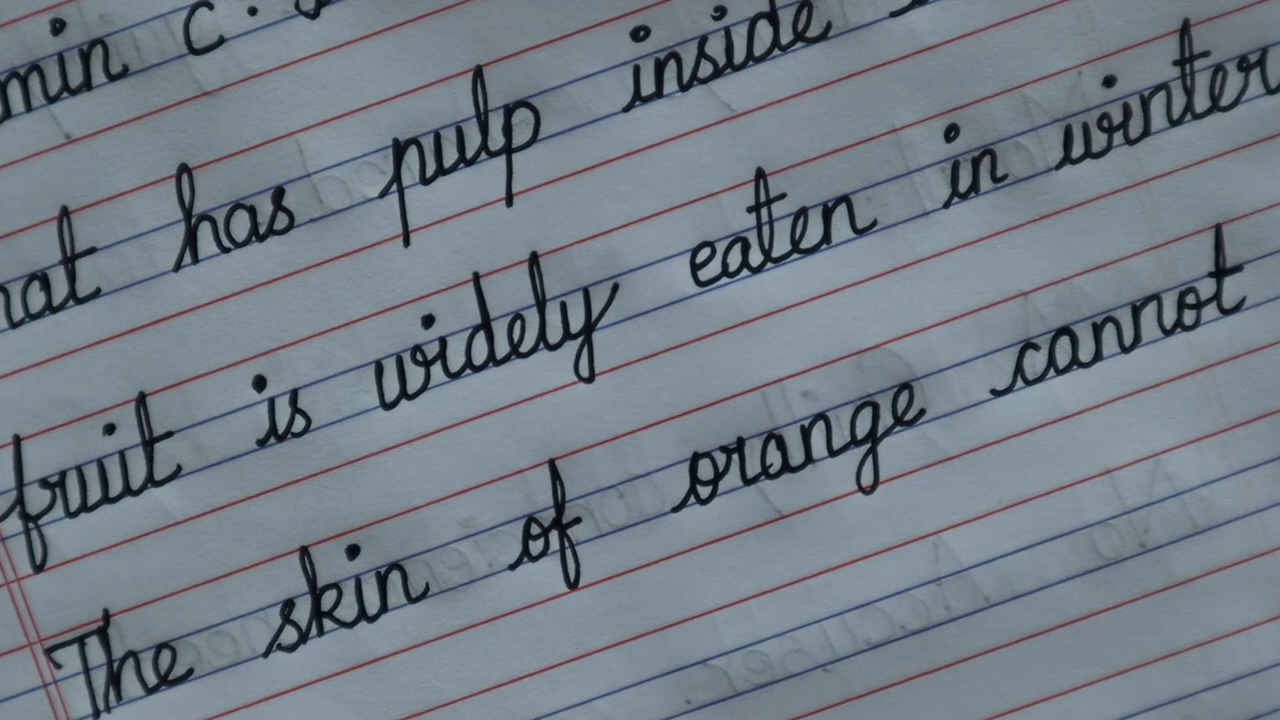 min C.
at has pulp inside
fruit is widely eaten in winter
The skin of orange cannot